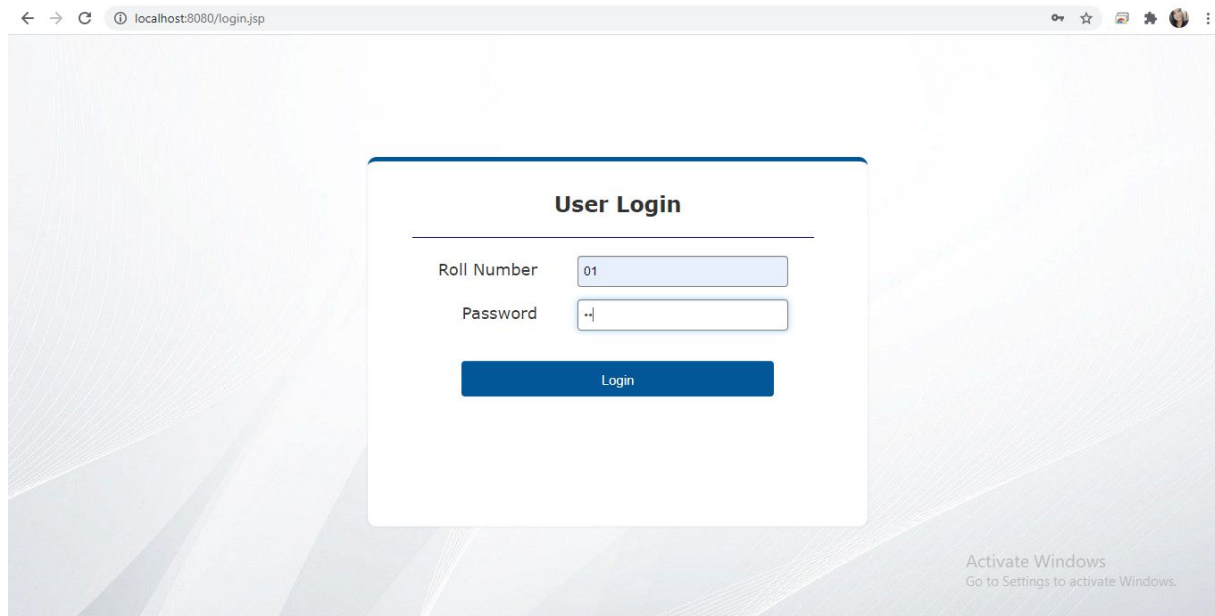 localhost:8080/login.jsp
User Login
Roll Number 01
Password ••
Login
Activate Windows
Go to Settings to activate Windows.